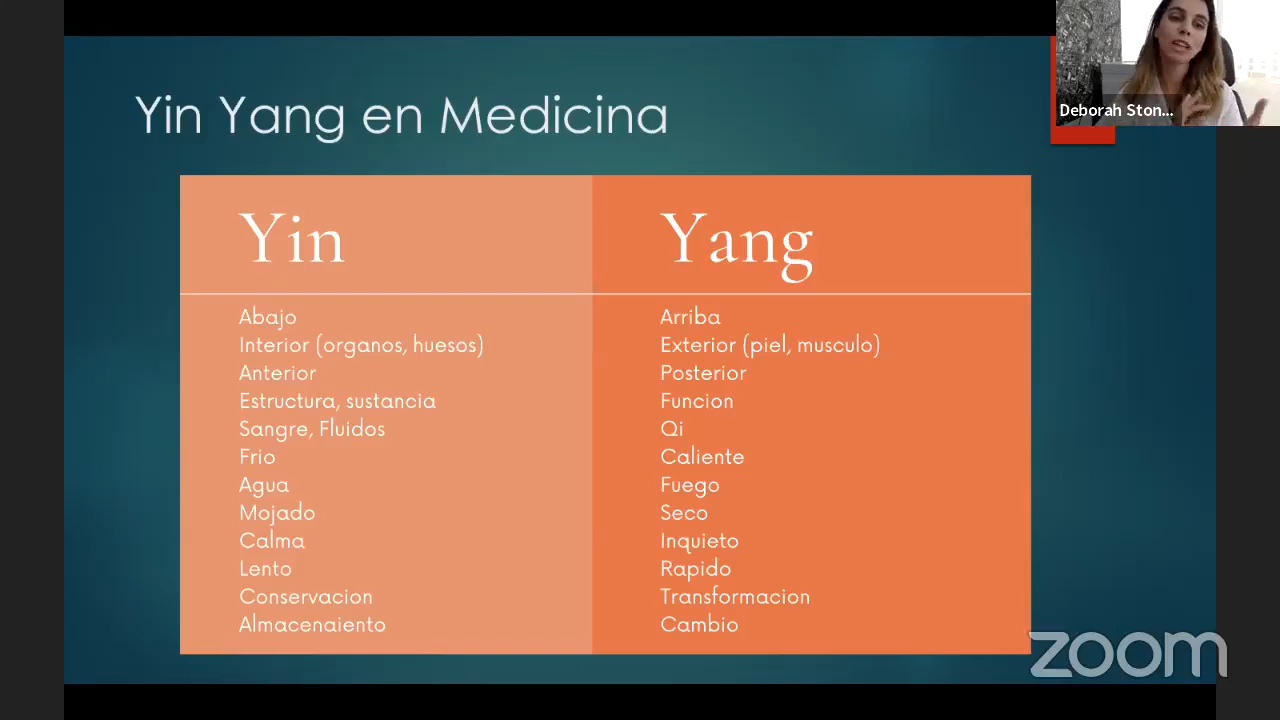 Yin Yang en Medicina
Deborah Ston...
Yin
Yang
Abajo
Interior (organos, huesos)
Anterior
Estructura, sustancia
Sangre, Fluidos
Frio
Agua
Mojado
Calma
Lento
Conservacion
Almacenaiento
Arriba
Exterior (piel, musculo)
Posterior
Funcion
Qi
Caliente
Fuego
Seco
Inquieto
Rapido
Transformacion
Cambio
zoom